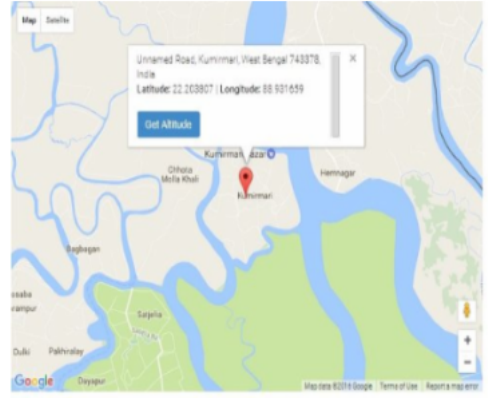 Map Satellite
Unnamed Road, Kumirmari, West Bengal 743378,
India
Latitude: 22.203807 | Longitude: 88.931659
Get Altitude
Kumirmari Bazar
Chhota
Molla Khali
Kumirmari
Hemnagar
Bagbagan
Satjelia
Dulki
Pakhiralay
Dayapur
Google
Map data ©2016 Google
Terms of Use
Report a map error